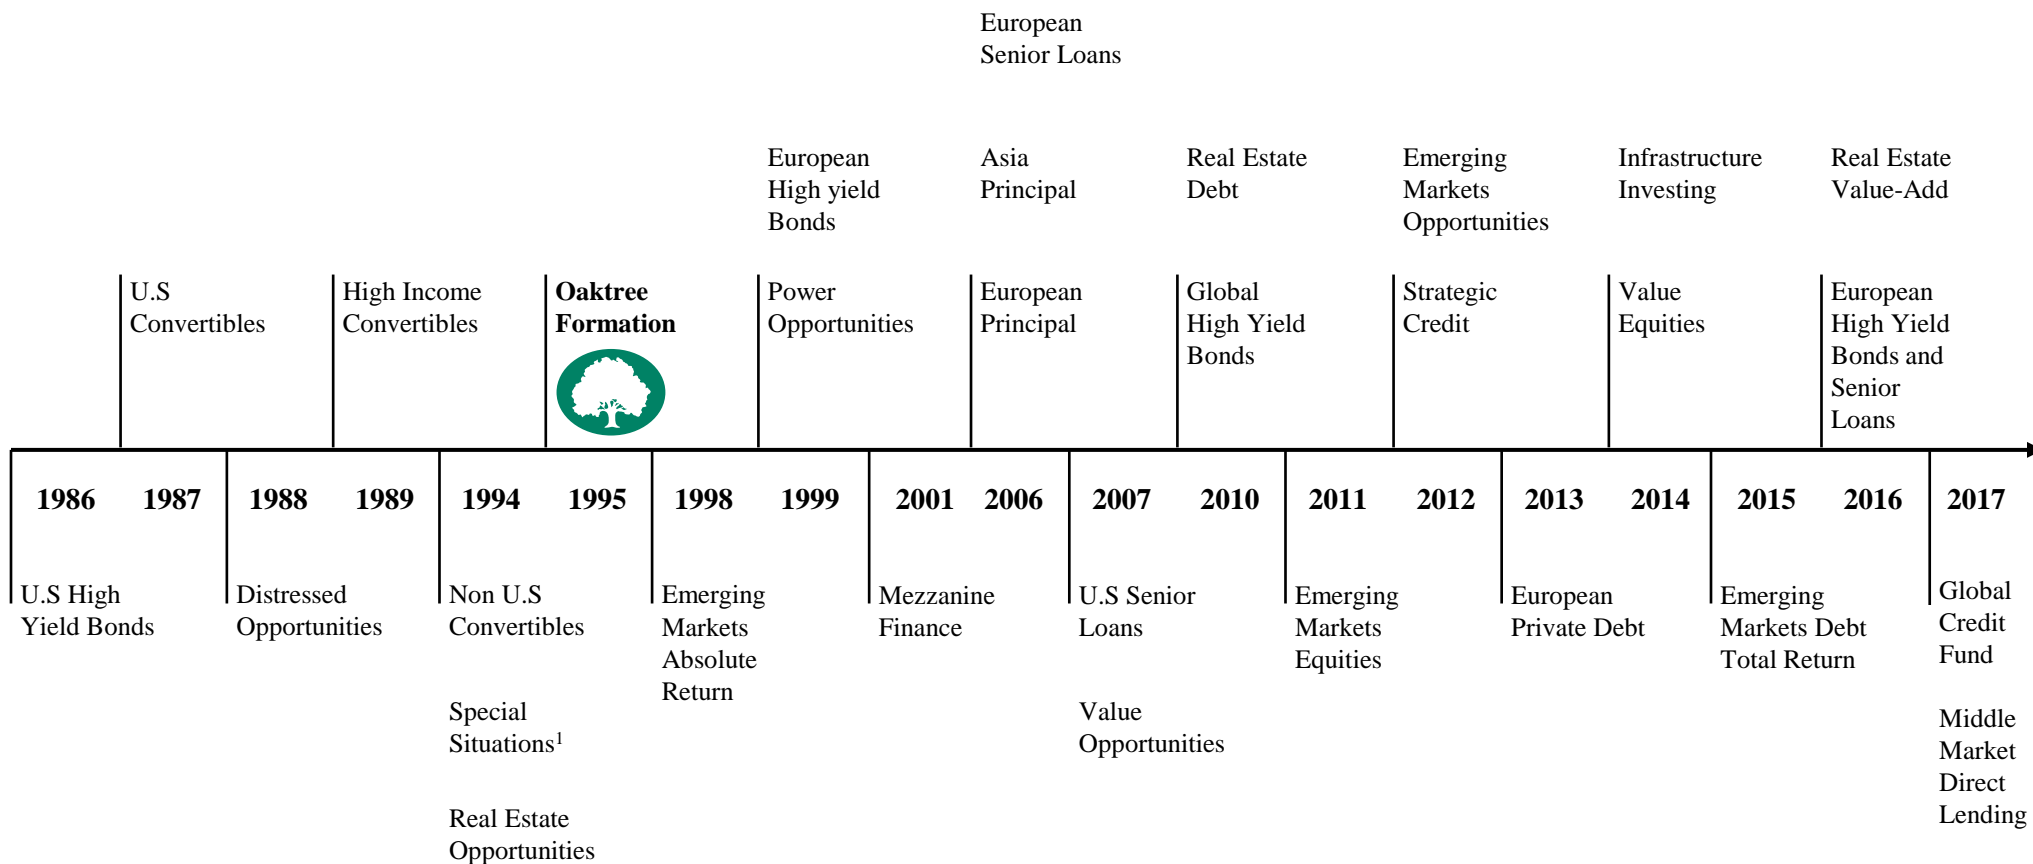 European
Senior Loans
European
High yield
Bonds
Asia
Principal
Real Estate
Debt
Emerging
Markets
Opportunities
Infrastructure
Investing
Real Estate
Value-Add
U.S
Convertibles
High Income
Convertibles
Oaktree
Formation
Power
Opportunities
European
Principal
Global
High Yield
Bonds
Strategic
Credit
Value
Equities
European
High Yield
Bonds and
Senior
Loans
1986 1987 1988 1989 1994 1995 1998 1999 2001 2006 2007 2010 2011 2012 2013 2014 2015 2016 2017
U.S High
Yield Bonds
Distressed
Opportunities
Non U.S
Convertibles
Special
Situations¹
Real Estate
Opportunities
Emerging
Markets
Absolute
Return
Mezzanine
Finance
U.S Senior
Loans
Value
Opportunities
Emerging
Markets
Equities
European
Private Debt
Emerging
Markets Debt
Total Return
Global
Credit
Fund
Middle
Market
Direct
Lending